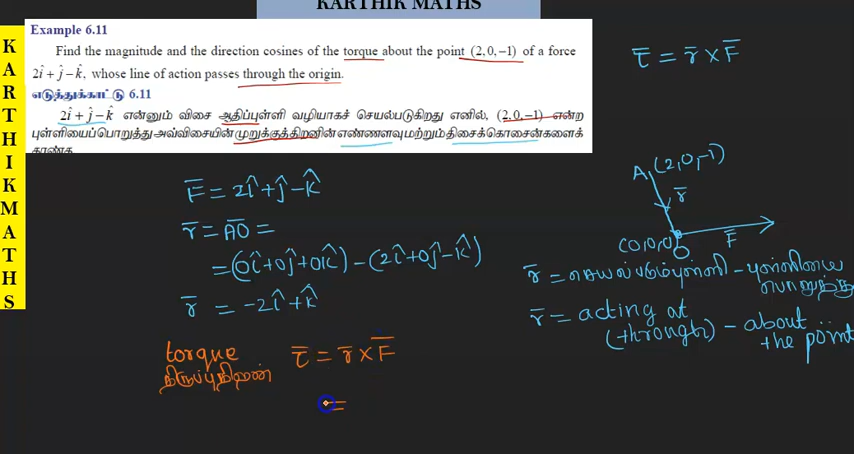 KARTHIK MATHS
K
A
R
T
H
I
K
M
A
T
H
S
Example 6.11
Find the magnitude and the direction cosines of the torque about the point (2,0,−1) of a force
2î + ĵ − k̂, whose line of action passes through the origin.
எடுத்துக்காட்டு 6.11
2î + ĵ − k̂ என்னும் விசை ஆதிப்புள்ளி வழியாகச் செயல்படுகிறது எனில், (2,0,−1) என்ற
புள்ளியைப்பொறுத்து அவ்விசையின் முறுக்குத்திறனின் எண்ணளவு மற்றும் திசைக்கொசைன்களைக்
காண்க
τ̄ = r̄ × F̄
F̄ = 2î + ĵ − k̂
r̄ = A̅O̅ =
= (0î + 0ĵ + 0k̂) − (2î + 0ĵ − k̂)
r̄ = −2î + k̂
torque τ̄ = r̄ × F̄
=
A (2,0,−1)
r̄
(0,0,0) O F̄
r̄ = செயல்படும்புள்ளி –
r̄ = acting at
(through) – about
the point